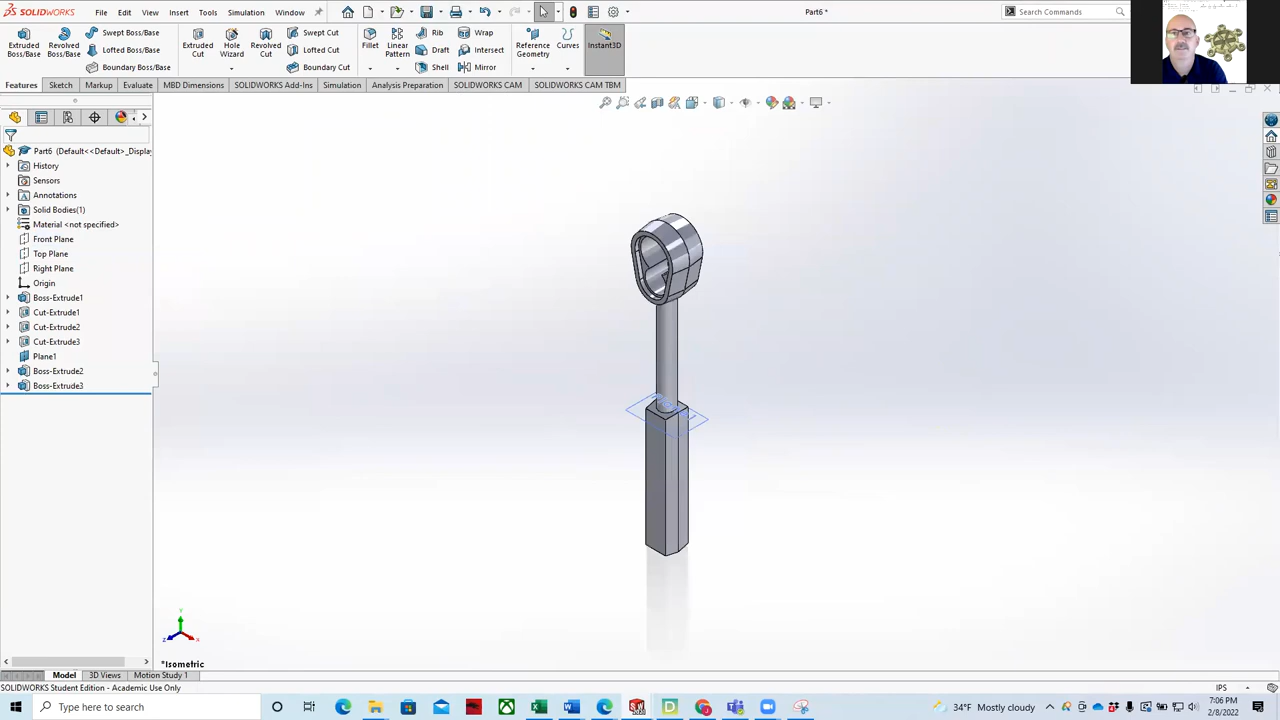 SOLIDWORKS
File
Edit
View
Insert
Tools
Simulation
Window
Part6 *
Search Commands
Extruded Boss/Base
Revolved Boss/Base
Swept Boss/Base
Lofted Boss/Base
Boundary Boss/Base
Extruded Cut
Hole Wizard
Revolved Cut
Swept Cut
Lofted Cut
Boundary Cut
Fillet
Linear Pattern
Rib
Draft
Shell
Wrap
Intersect
Mirror
Reference Geometry
Curves
Instant3D
Features
Sketch
Markup
Evaluate
MBD Dimensions
SOLIDWORKS Add-Ins
Simulation
Analysis Preparation
SOLIDWORKS CAM
SOLIDWORKS CAM TBM
Part6 (Default<<Default>_Display
History
Sensors
Annotations
Solid Bodies(1)
Material <not specified>
Front Plane
Top Plane
Right Plane
Origin
Boss-Extrude1
Cut-Extrude1
Cut-Extrude2
Cut-Extrude3
Plane1
Boss-Extrude2
Boss-Extrude3
Y
Z
X
*Isometric
Model
3D Views
Motion Study 1
SOLIDWORKS Student Edition - Academic Use Only
IPS
Type here to search
34°F Mostly cloudy
7:06 PM
2/8/2022